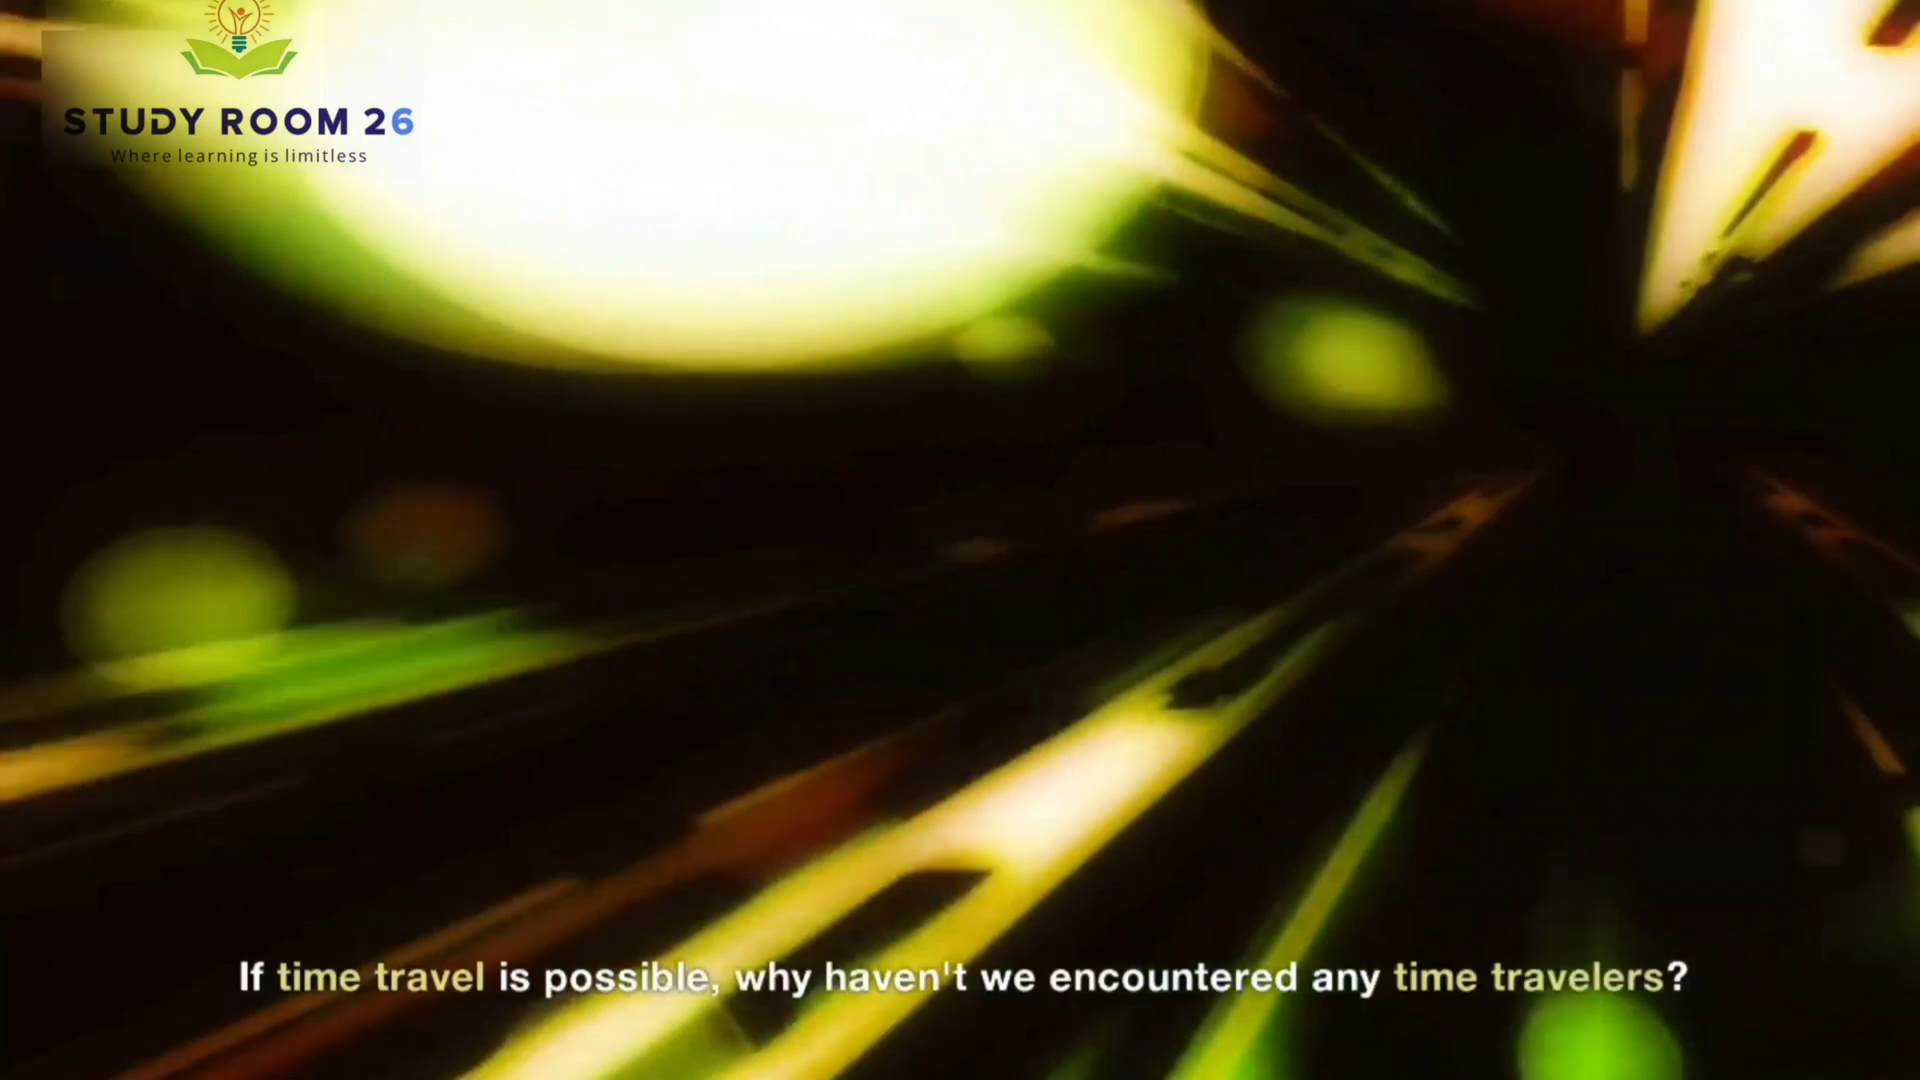 STUDY ROOM 26
Where learning is limitless
If time travel is possible, why haven't we encountered any time travelers?